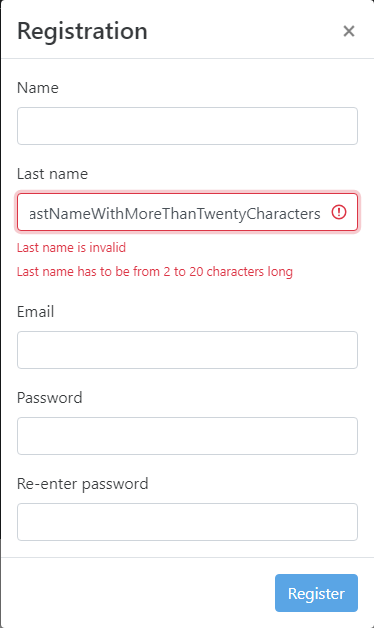 Registration ×
Name
Last name
astNameWithMoreThanTwentyCharacters
Last name is invalid
Last name has to be from 2 to 20 characters long
Email
Password
Re-enter password
Register